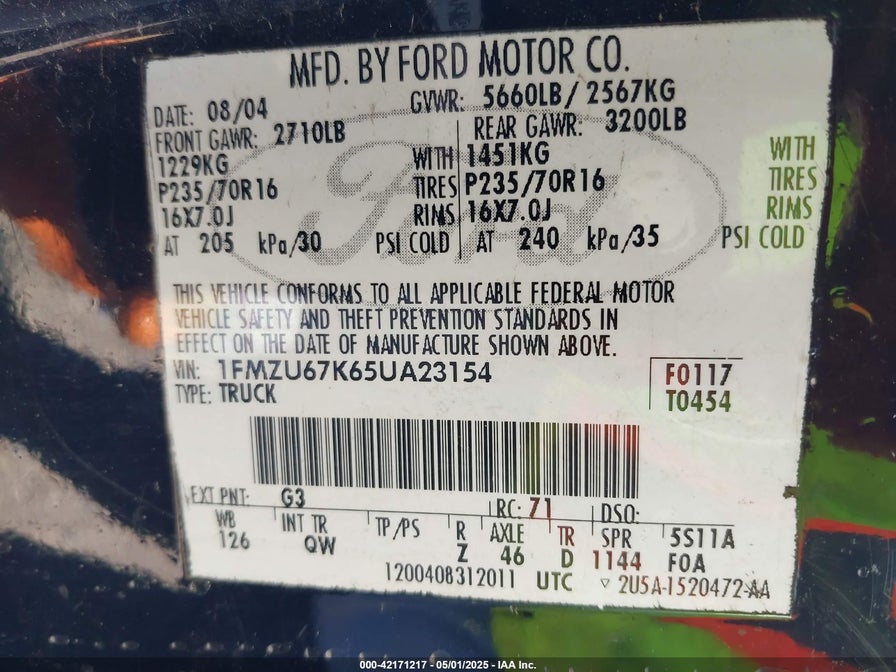 MFD. BY FORD MOTOR CO.
DATE: 08/04 GVWR: 5660LB/2567KG
FRONT GAWR: 2710LB REAR GAWR: 3200LB
1229KG WITH 1451KG WITH
P235/70R16 TIRES P235/70R16 TIRES
16X7.0J RIMS 16X7.0J RIMS
AT 205 kPa/30 PSI COLD AT 240 kPa/35 PSI COLD
Ford
THIS VEHICLE CONFORMS TO ALL APPLICABLE FEDERAL MOTOR
VEHICLE SAFETY AND THEFT PREVENTION STANDARDS IN
EFFECT ON THE DATE OF MANUFACTURE SHOWN ABOVE.
VIN: 1FMZU67K65UA23154 F0117
TYPE: TRUCK T0454
EXT PNT: G3 RC: 71 DSO:
WB INT TR TP/PS R AXLE TR SPR 5S11A
126 QW Z 46 D 1144 F0A
1200408312011 UTC ▽ 2U5A-1520472-AA
000-42171217 - 05/01/2025 - IAA Inc.